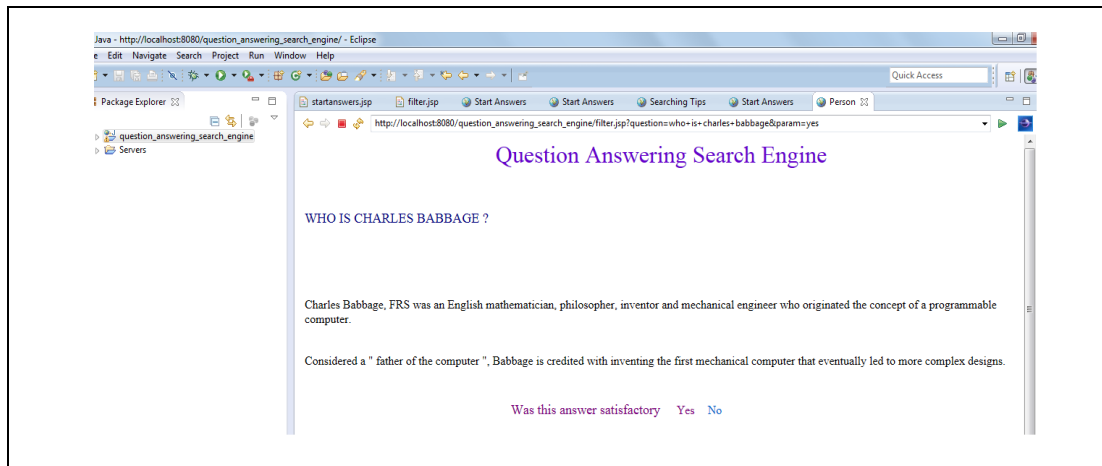 Java - http://localhost:8080/question_answering_search_engine/ - Eclipse
Edit Navigate Search Project Run Window Help
Quick Access
Package Explorer
startanswers.jsp filter.jsp Start Answers Start Answers Searching Tips Start Answers Person
http://localhost:8080/question_answering_search_engine/filter.jsp?question=who+is+charles+babbage&param=yes
question_answering_search_engine
Servers
Question Answering Search Engine
WHO IS CHARLES BABBAGE ?
Charles Babbage, FRS was an English mathematician, philosopher, inventor and mechanical engineer who originated the concept of a programmable
computer.
Considered a " father of the computer ", Babbage is credited with inventing the first mechanical computer that eventually led to more complex designs.
Was this answer satisfactory Yes No